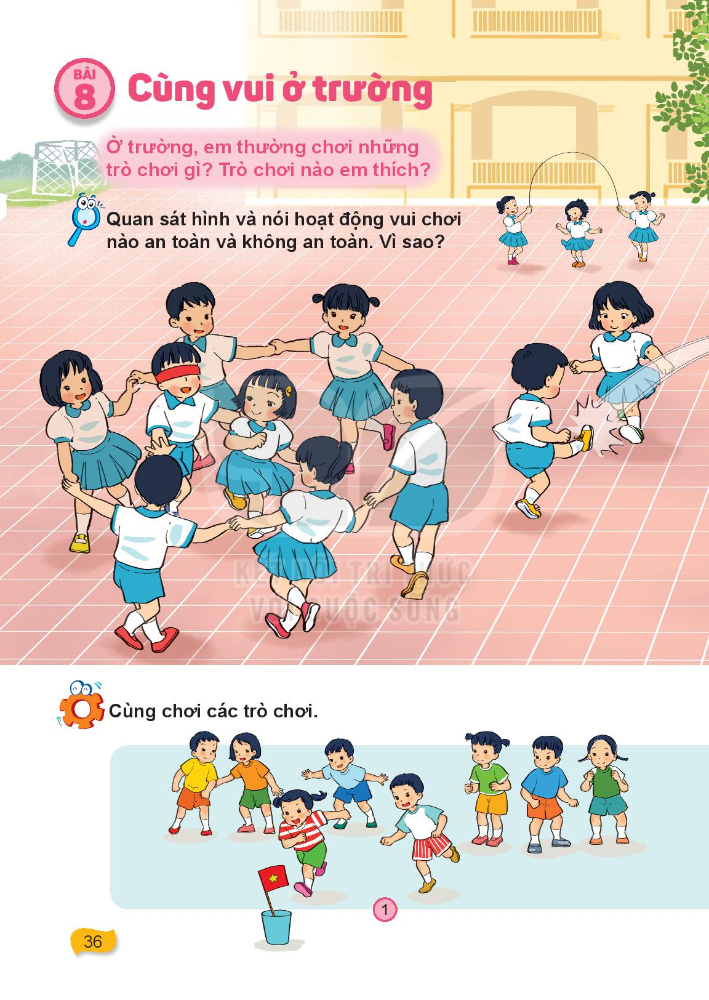 BÀI
8
Cùng vui ở trường
Ở trường, em thường chơi những
trò chơi gì? Trò chơi nào em thích?
Quan sát hình và nói hoạt động vui chơi
nào an toàn và không an toàn. Vì sao?
KẾT NỐI TRI THỨC
VỚI CUỘC SỐNG
Cùng chơi các trò chơi.
1
36